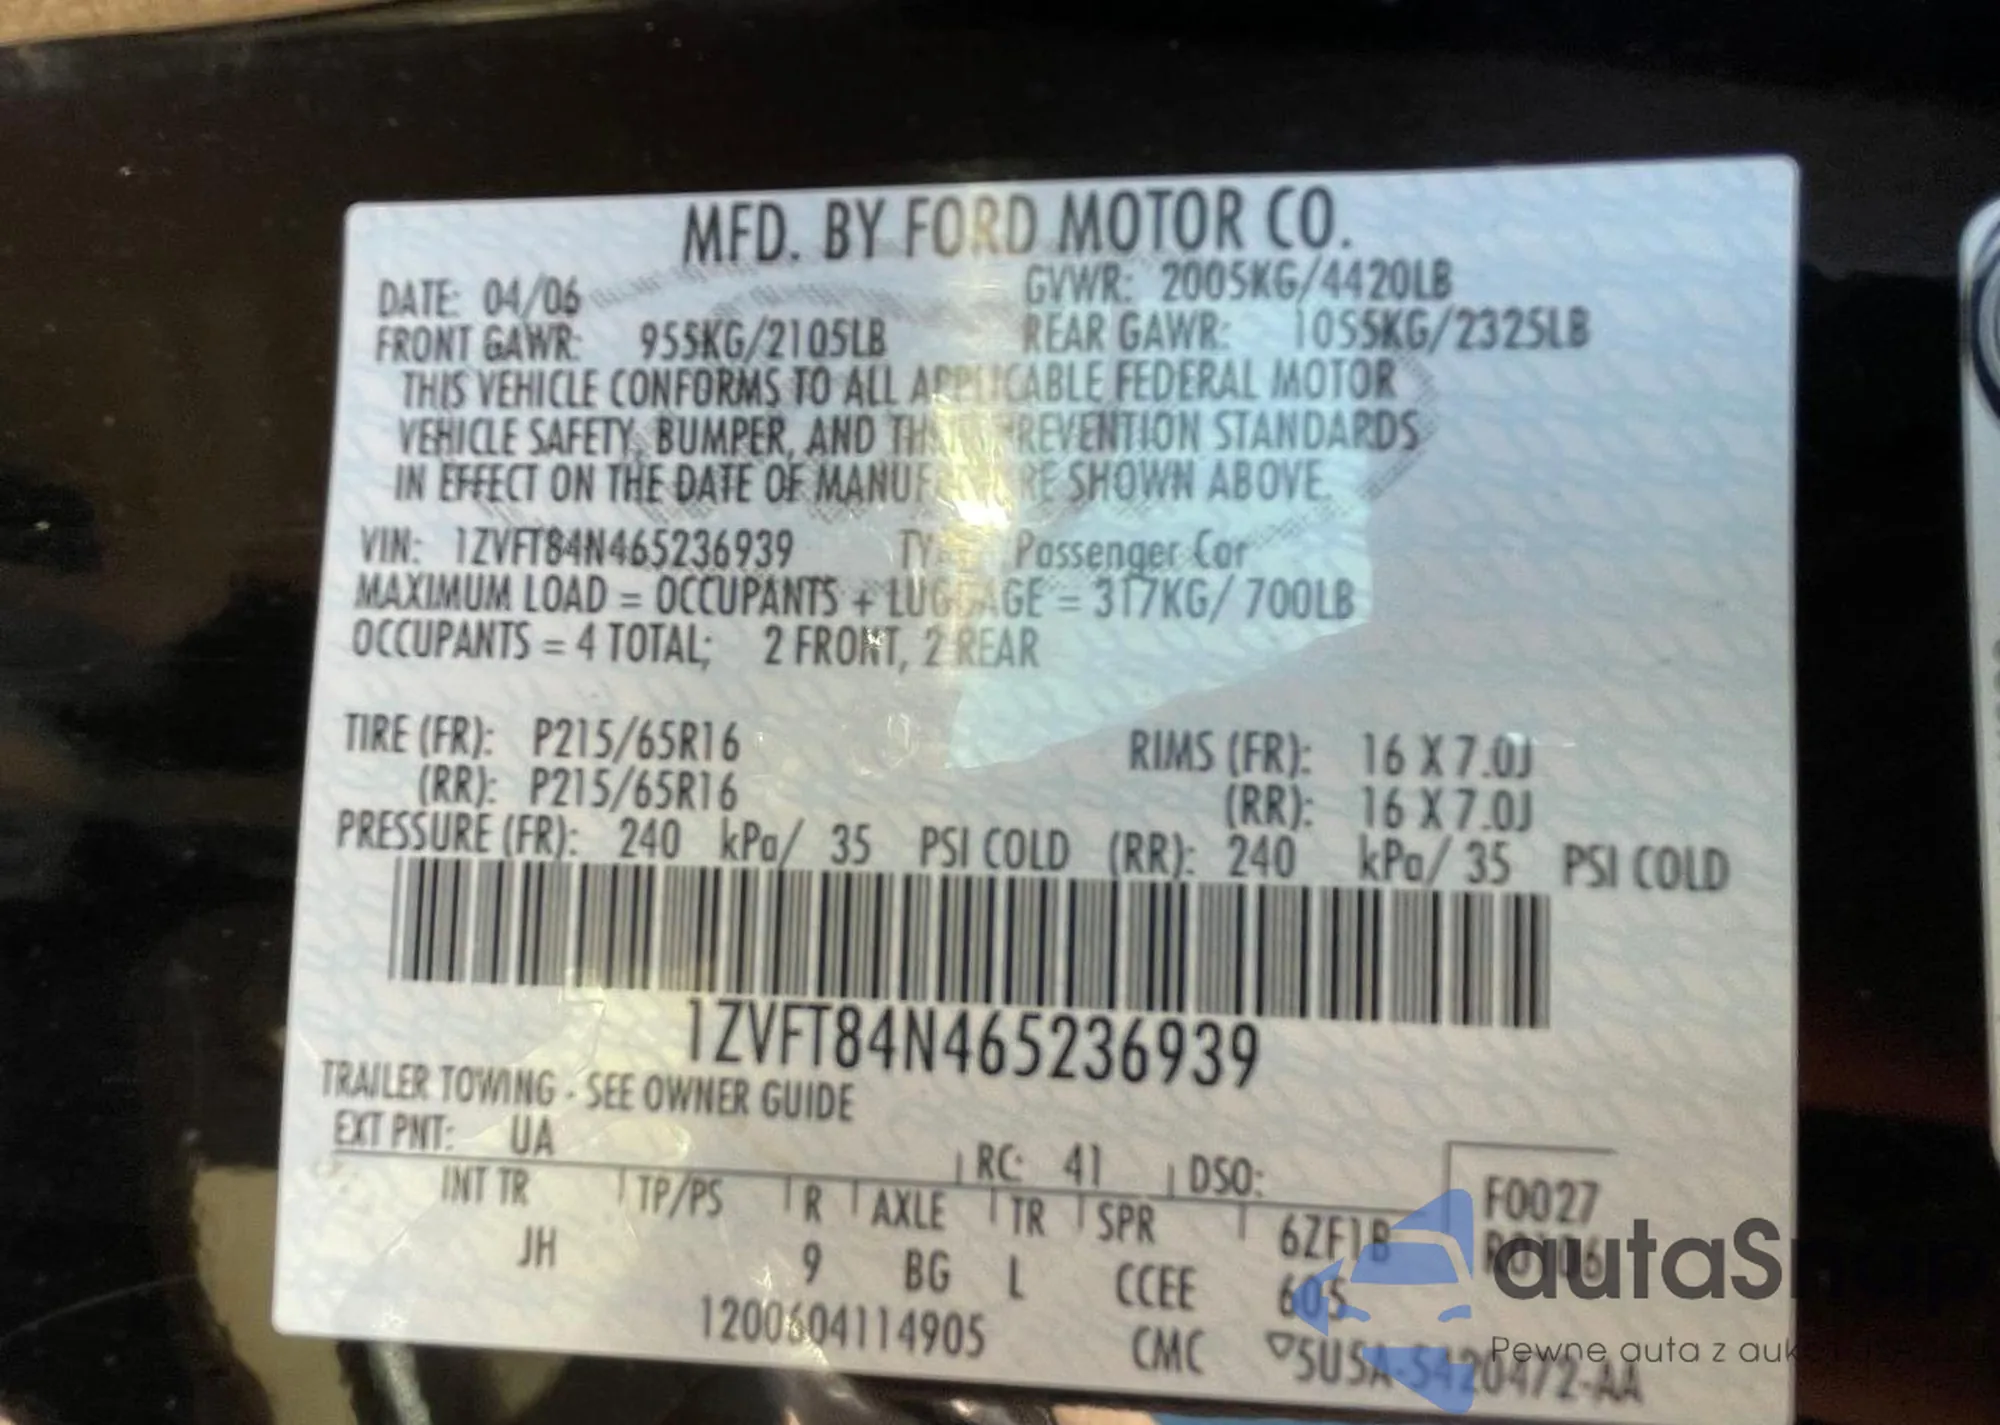 MFD. BY FORD MOTOR CO.
DATE: 04/06 GVWR: 2005KG/4420LB
FRONT GAWR: 955KG/2105LB REAR GAWR: 1055KG/2325LB
THIS VEHICLE CONFORMS TO ALL APPLICABLE FEDERAL MOTOR
VEHICLE SAFETY, BUMPER, AND PREVENTION STANDARDS
IN EFFECT ON THE DATE OF SHOWN ABOVE.
VIN: 1ZVFT84N465236939 Passenger Car
MAXIMUM LOAD = OCCUPANTS + LUGGAGE = 317KG/ 700LB
OCCUPANTS = 4 TOTAL; 2 FRONT, 2 REAR
TIRE (FR): P215/65R16 RIMS (FR): 16 X 7.0J
(RR): P215/65R16 (RR): 16 X 7.0J
PRESSURE (FR): 240 kPa/ 35 PSI COLD (RR): 240 kPa/ 35 PSI COLD
1ZVFT84N465236939
TRAILER TOWING - SEE OWNER GUIDE
EXT PNT: UA RC: 41 DSO:
INT TR TP/PS R AXLE TR SPR 6ZF1B F0027
JH 9 BG L CCEE 60S R0106
1200604114905 CMC ▽5U5A-5420472-AA
autaS
Pewne auta z